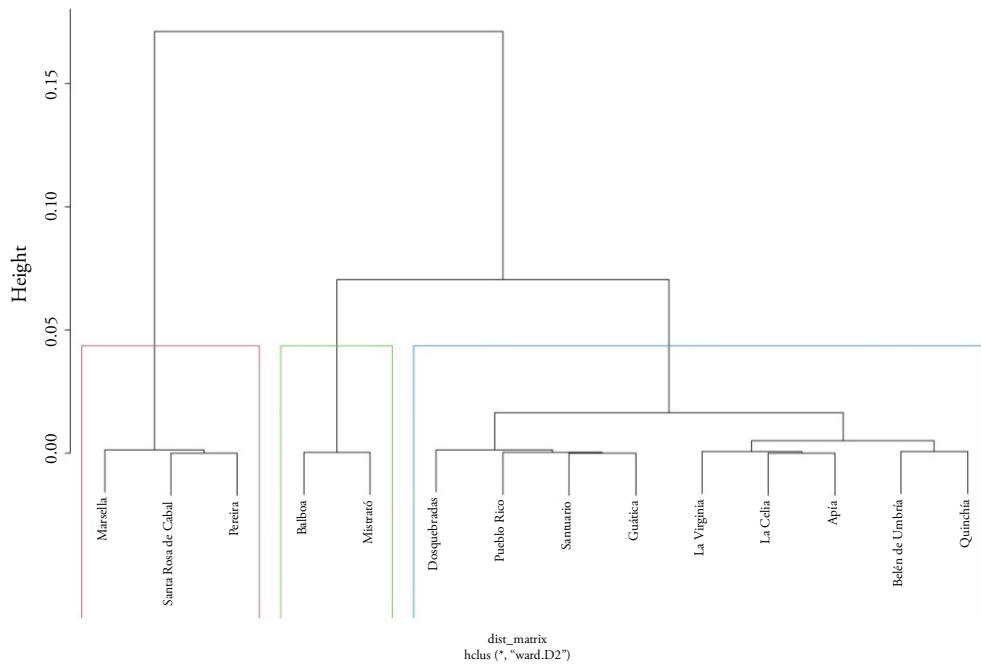 Height
0.15
0.10
0.05
0.00
Marsella
Santa Rosa de Cabal
Pereira
Balboa
Mistrató
Dosquebradas
Pueblo Rico
Santuario
Guática
La Virginia
La Celia
Apía
Belén de Umbría
Quinchía
dist_matrix
hclus (*, “ward.D2”)